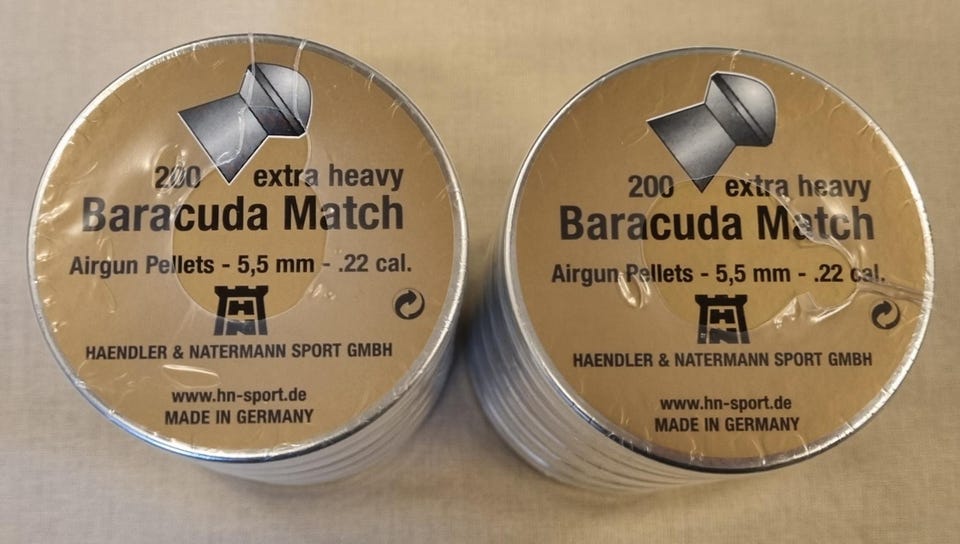 200 extra heavy
Baracuda Match
Airgun Pellets - 5,5 mm - .22 cal.
HN
HAENDLER & NATERMANN SPORT GMBH
www.hn-sport.de
MADE IN GERMANY
200 extra heavy
Baracuda Match
Airgun Pellets - 5,5 mm - .22 cal.
HN
HAENDLER & NATERMANN SPORT GMBH
www.hn-sport.de
MADE IN GERMANY